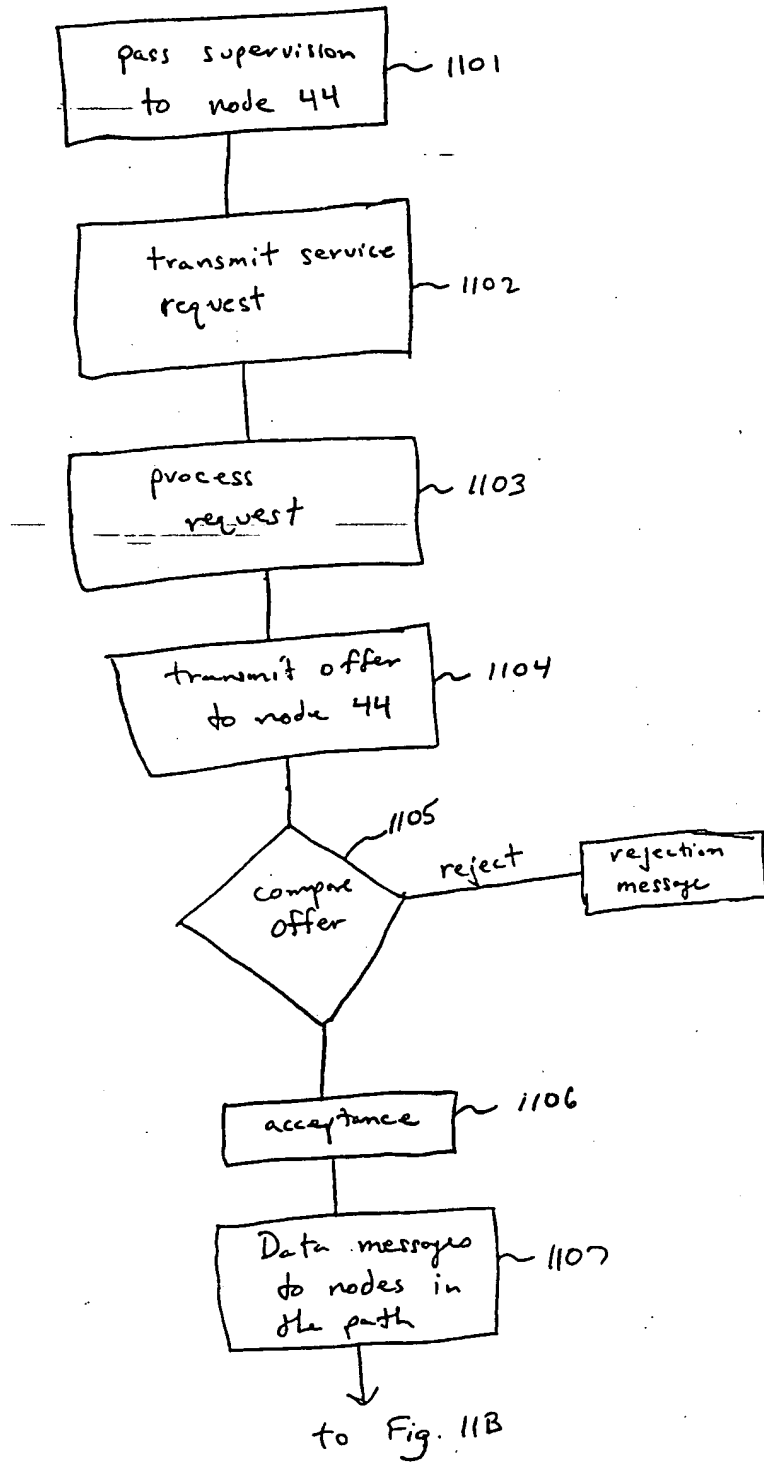 pass supervision
to node 44
1101
transmit service
request
1102
process
request
1103
transmit offer
to node 44
1104
1105
compare
offer
reject
rejection
message
acceptance
1106
Data messages
to nodes in
the path
1107
to Fig. 11B